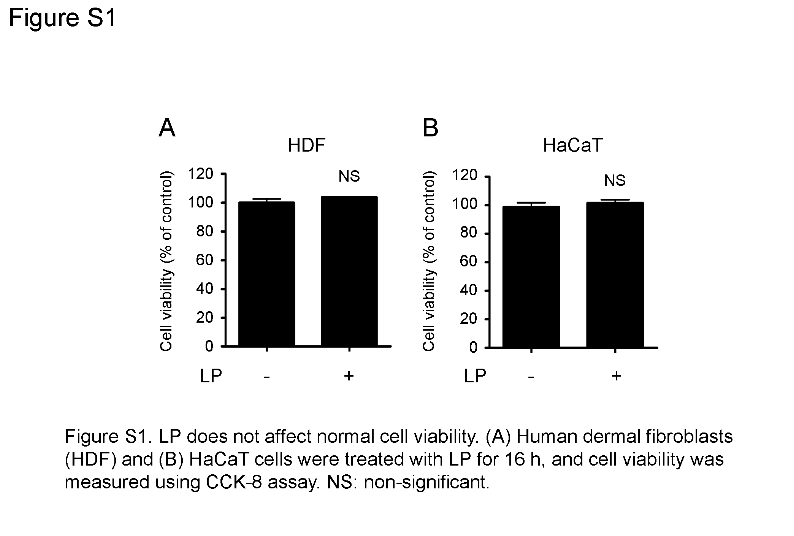 Figure S1
A
B
HDF
HaCaT
Cell viability (% of control)
120
100
80
60
40
20
0
NS
LP
-
+
Cell viability (% of control)
120
100
80
60
40
20
0
NS
LP
-
+
Figure S1. LP does not affect normal cell viability. (A) Human dermal fibroblasts
(HDF) and (B) HaCaT cells were treated with LP for 16 h, and cell viability was
measured using CCK-8 assay. NS: non-significant.